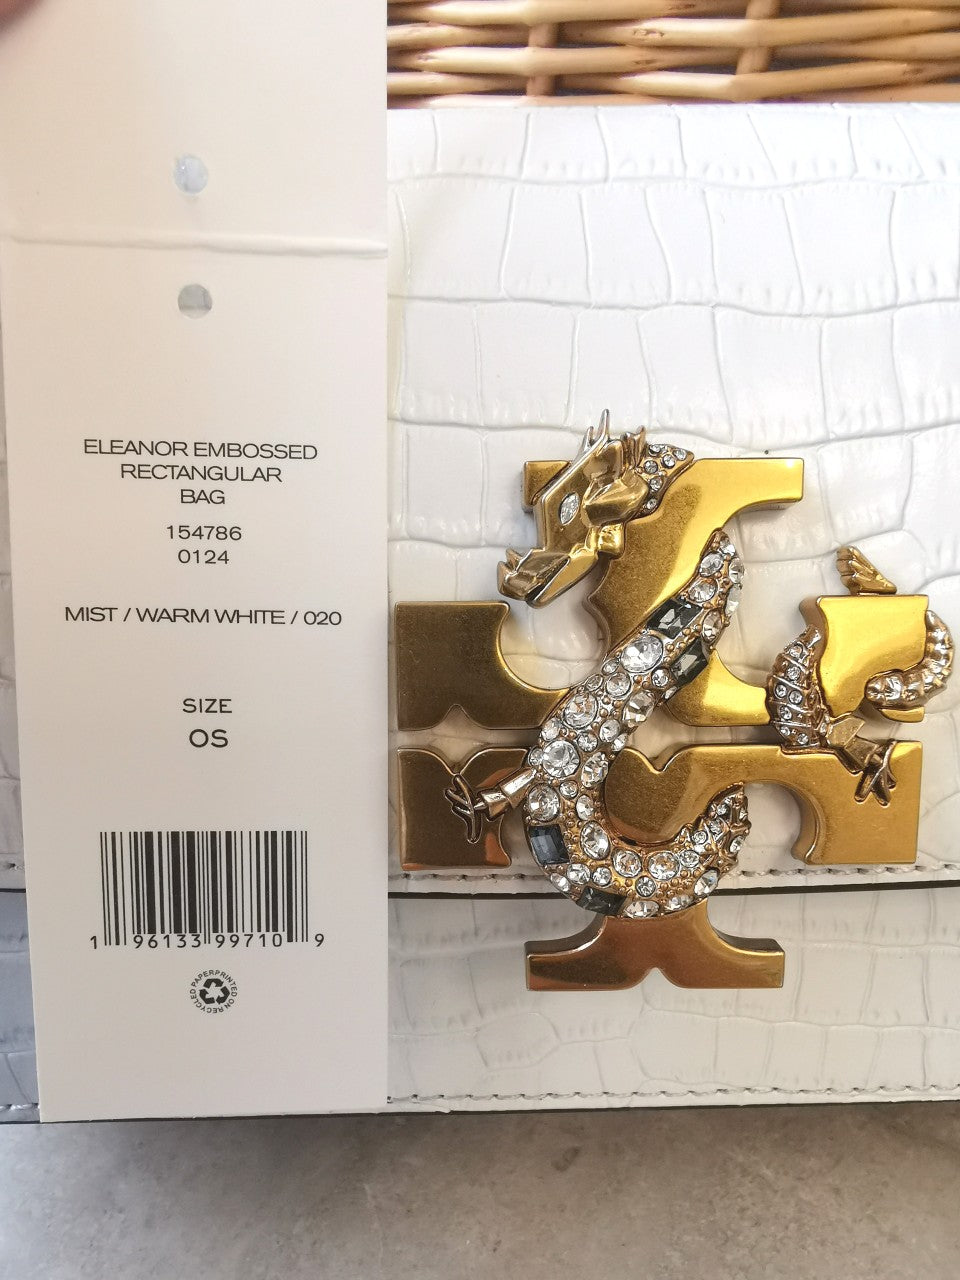 ELEANOR EMBOSSED
RECTANGULAR
BAG
154786
0124
MIST / WARM WHITE / 020
SIZE
OS
1 96133 99710 9
PRINTED ON RECYCLED PAPER